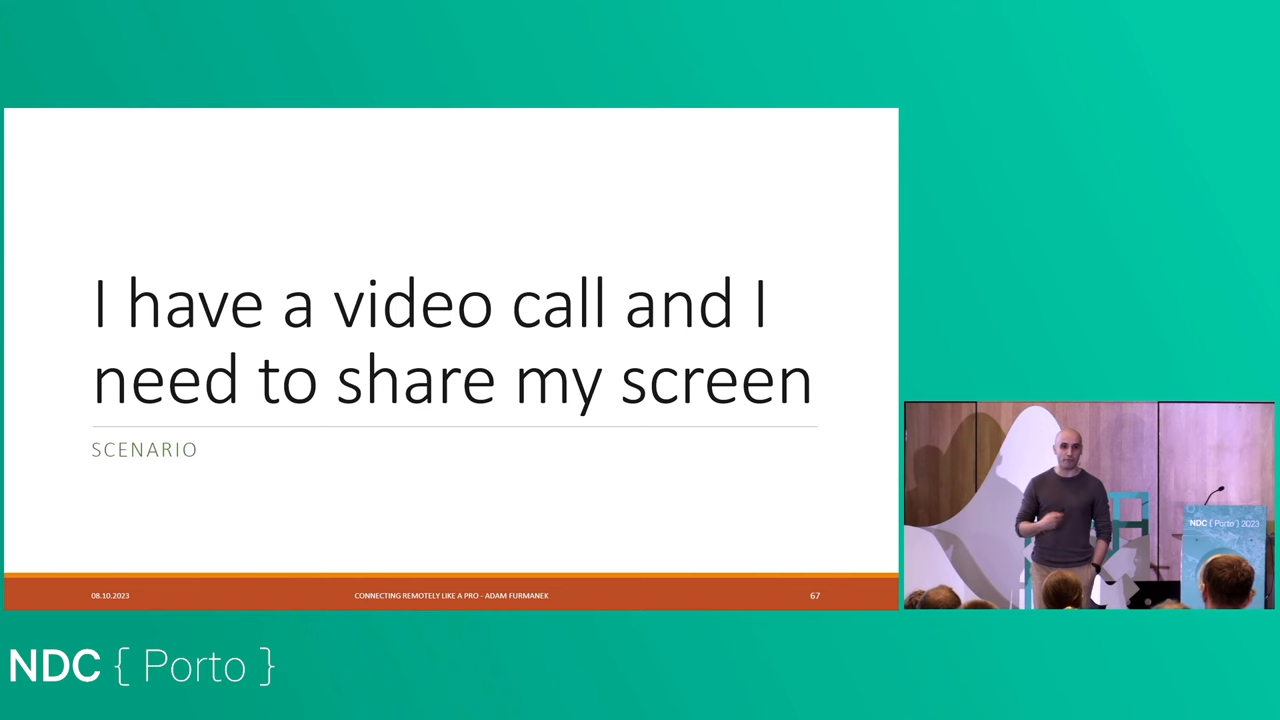 I have a video call and I
need to share my screen
SCENARIO
08.10.2023
CONNECTING REMOTELY LIKE A PRO - ADAM FURMANEK
67
NDC { Porto } 2023
NDC { Porto }